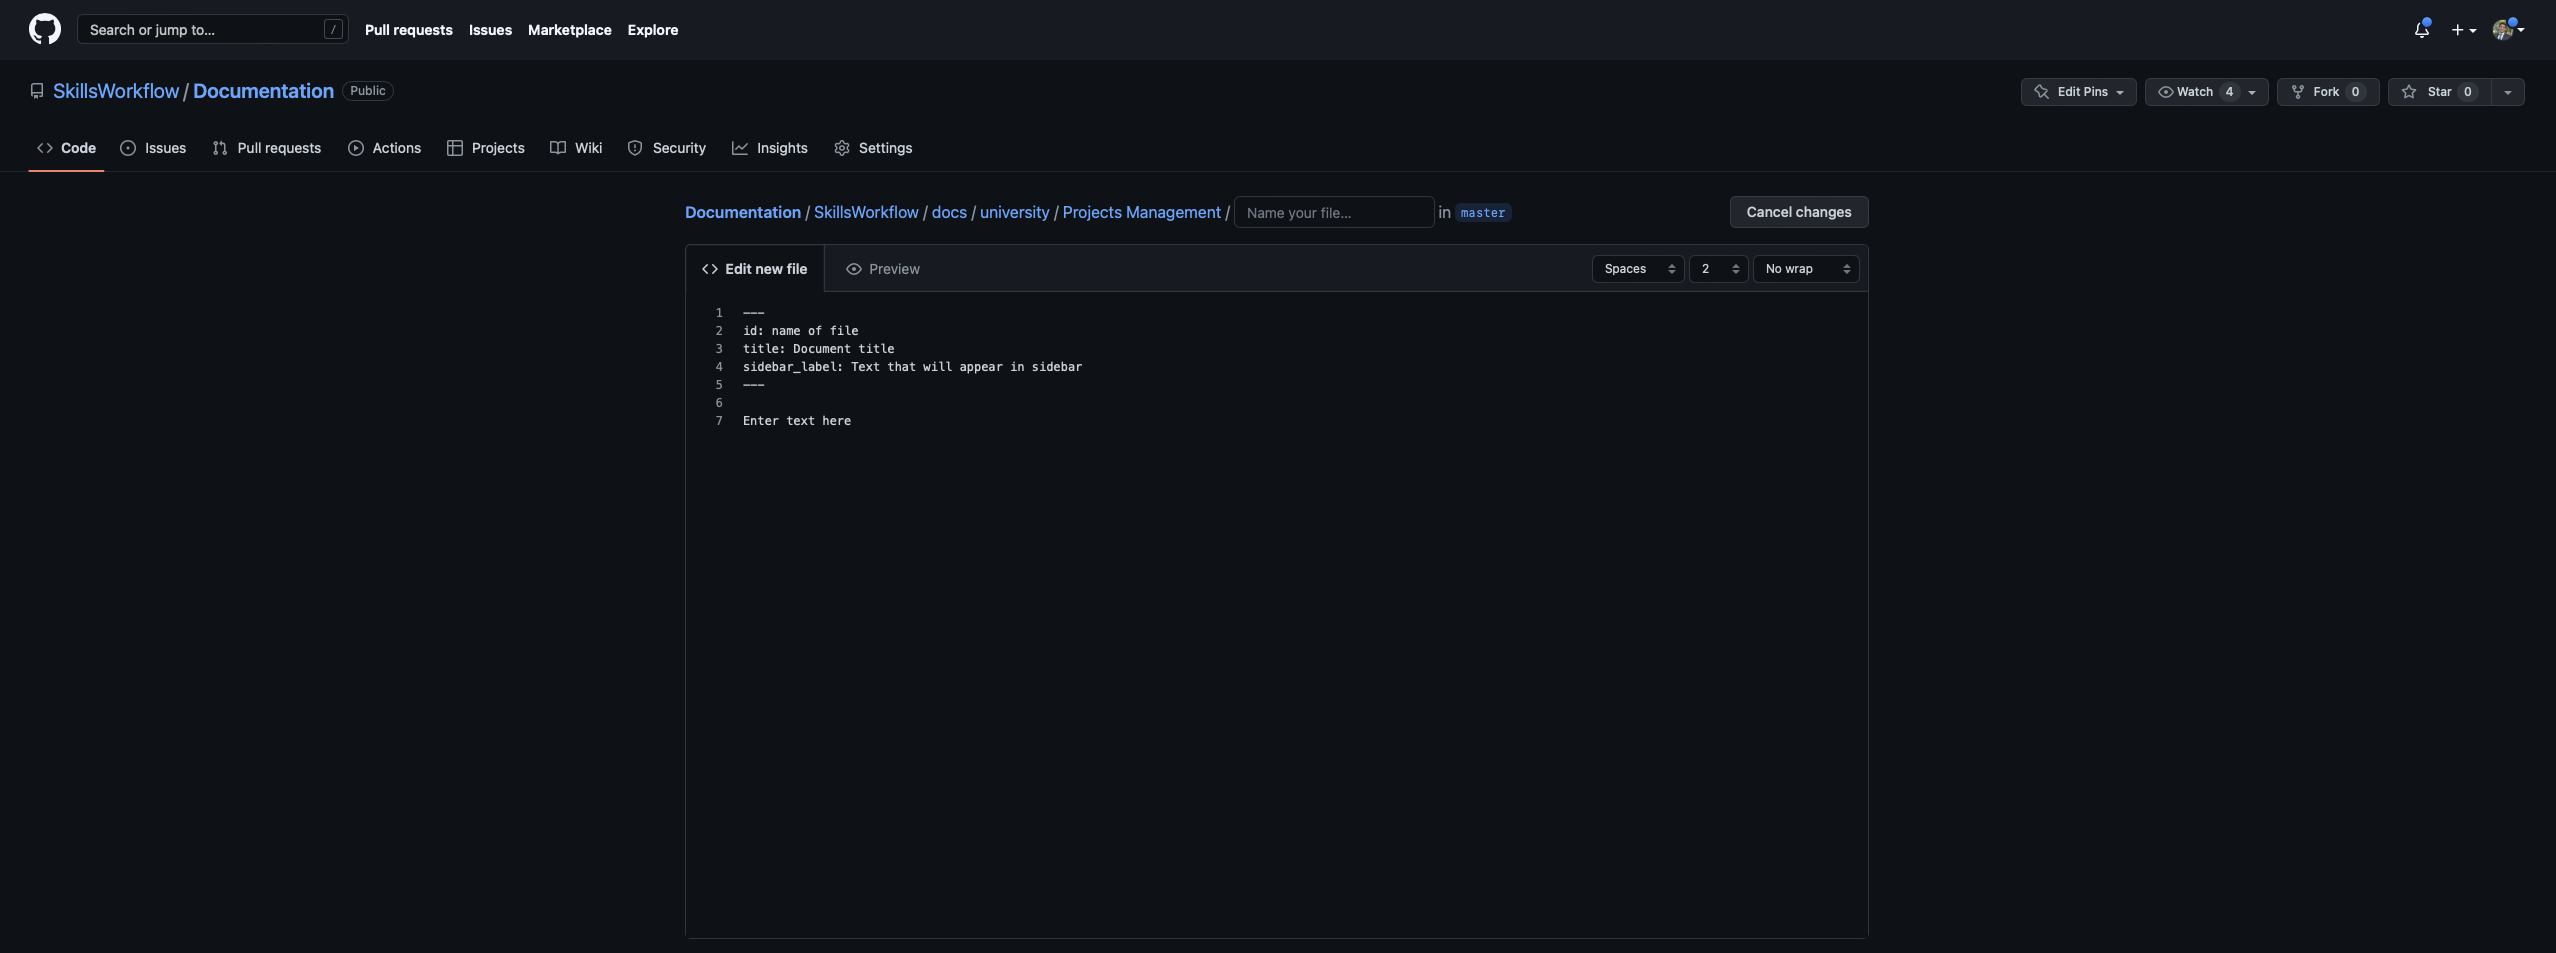 Search or jump to... / Pull requests Issues Marketplace Explore
SkillsWorkflow / Documentation Public Edit Pins Watch 4 Fork 0 Star 0
Code Issues Pull requests Actions Projects Wiki Security Insights Settings
Documentation / SkillsWorkflow / docs / university / Projects Management / Name your file... in master Cancel changes
Edit new file Preview Spaces 2 No wrap
1 ---
2 id: name of file
3 title: Document title
4 sidebar_label: Text that will appear in sidebar
5 ---
6
7 Enter text here